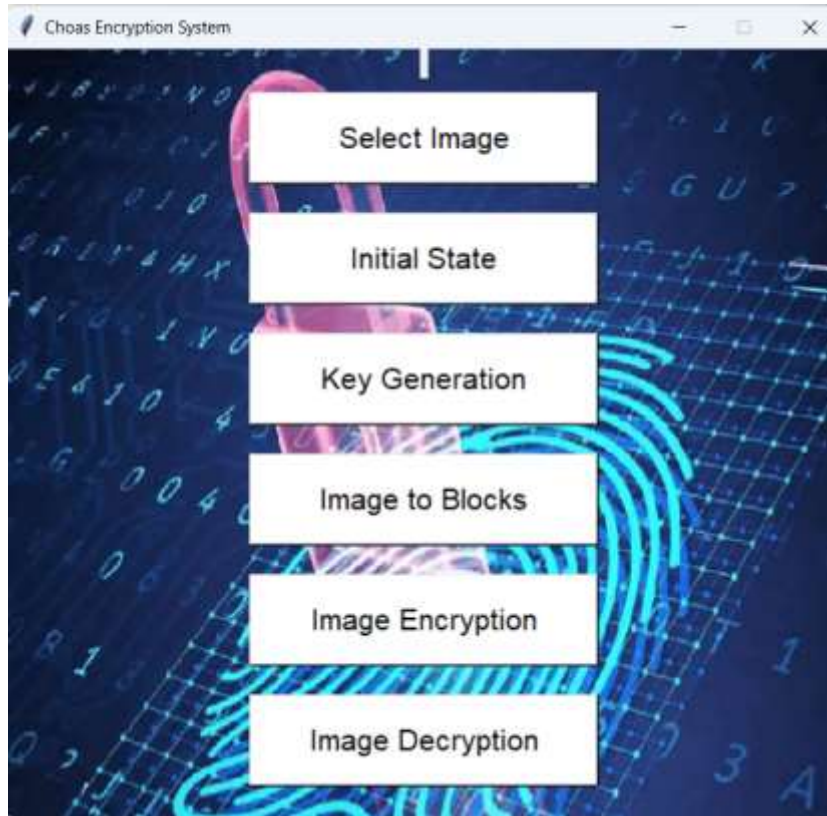 Choas Encryption System
Select Image
Initial State
Key Generation
Image to Blocks
Image Encryption
Image Decryption